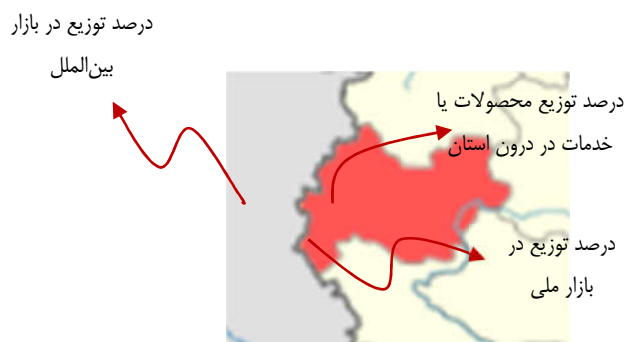 درصد توزیع در بازار
بین‌الملل
درصد توزیع محصولات یا
خدمات در درون استان
درصد توزیع در
بازار ملی